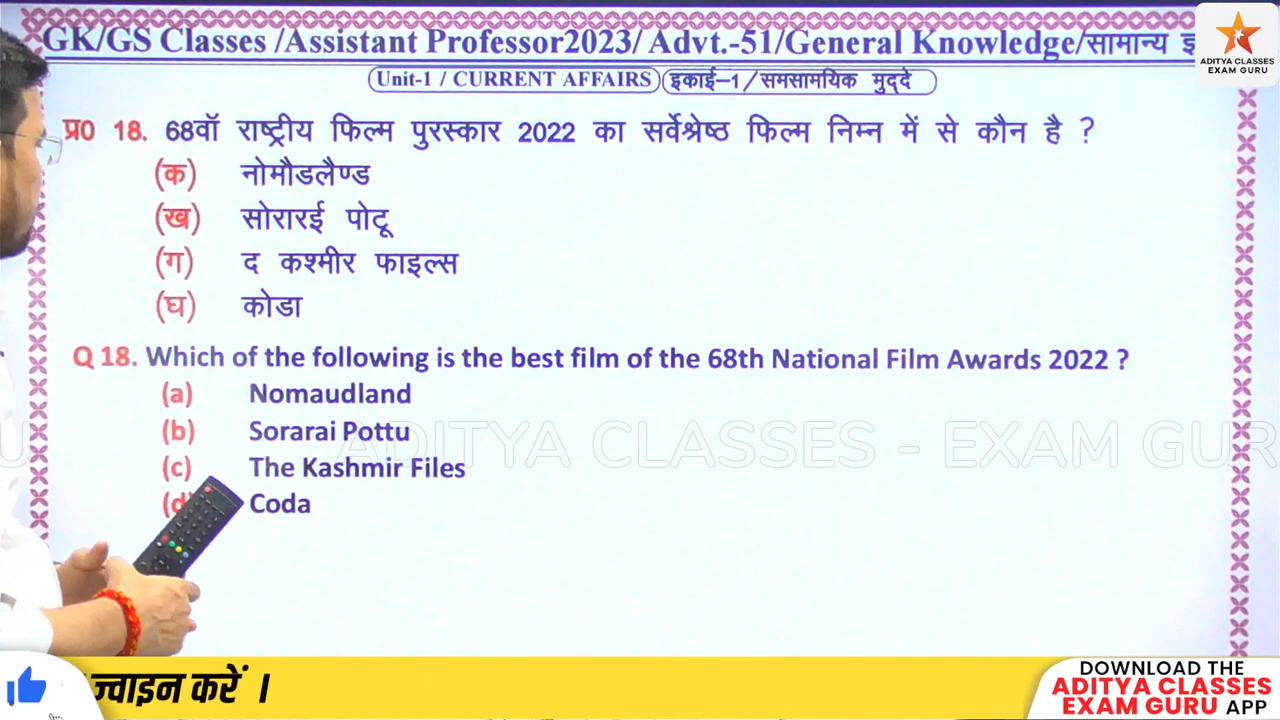 GK/GS Classes /Assistant Professor2023/ Advt.-51/General Knowledge/सामान्य
ADITYA CLASSES
EXAM GURU
Unit-1 / CURRENT AFFAIRS इकाई–1/समसामयिक मुद्दे
प्र0 18. 68वॉ राष्ट्रीय फिल्म पुरस्कार 2022 का सर्वेश्रेष्ठ फिल्म निम्न में से कौन है ?
(क) नोमौडलैण्ड
(ख) सोरारई पोटू
(ग) द कश्मीर फाइल्स
(घ) कोडा
Q 18. Which of the following is the best film of the 68th National Film Awards 2022 ?
(a) Nomaudland
(b) Sorarai Pottu
ADITYA CLASSES - EXAM GUR
(c) The Kashmir Files
(d) Coda
ज्वाइन करें ।
DOWNLOAD THE
ADITYA CLASSES
EXAM GURU APP